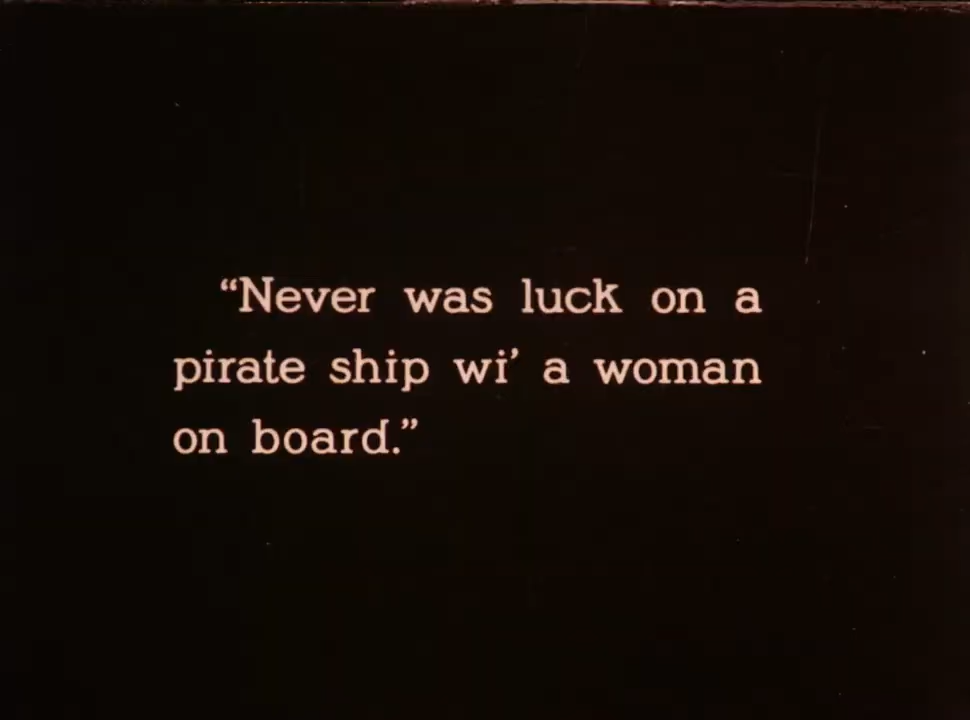 “Never was luck on a
pirate ship wi’ a woman
on board.”